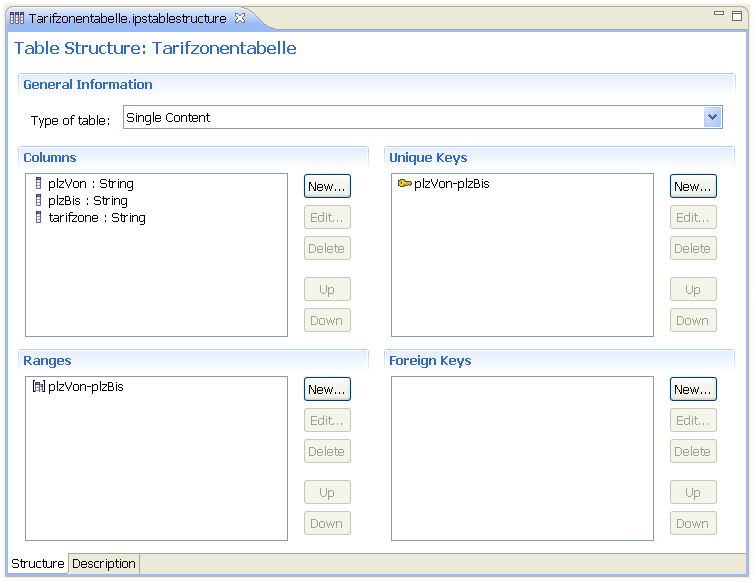 Tarifzonentabelle.ipstablestructure
Table Structure: Tarifzonentabelle
General Information
Type of table: Single Content
Columns
plzVon : String
plzBis : String
tarifzone : String
New...
Edit...
Delete
Up
Down
Unique Keys
plzVon-plzBis
New...
Edit...
Delete
Up
Down
Ranges
plzVon-plzBis
New...
Edit...
Delete
Up
Down
Foreign Keys
New...
Edit...
Delete
Up
Down
Structure Description